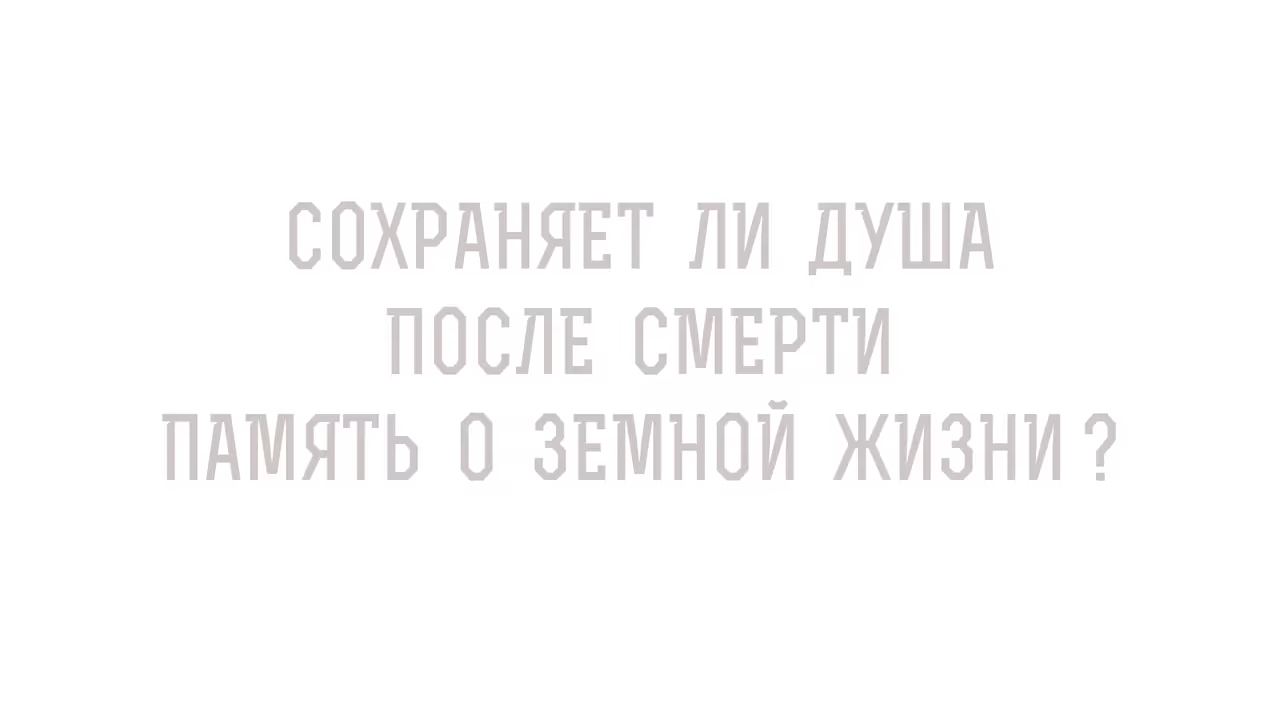 СОХРАНЯЕТ ЛИ ДУША
ПОСЛЕ СМЕРТИ
ПАМЯТЬ О ЗЕМНОЙ ЖИЗНИ?